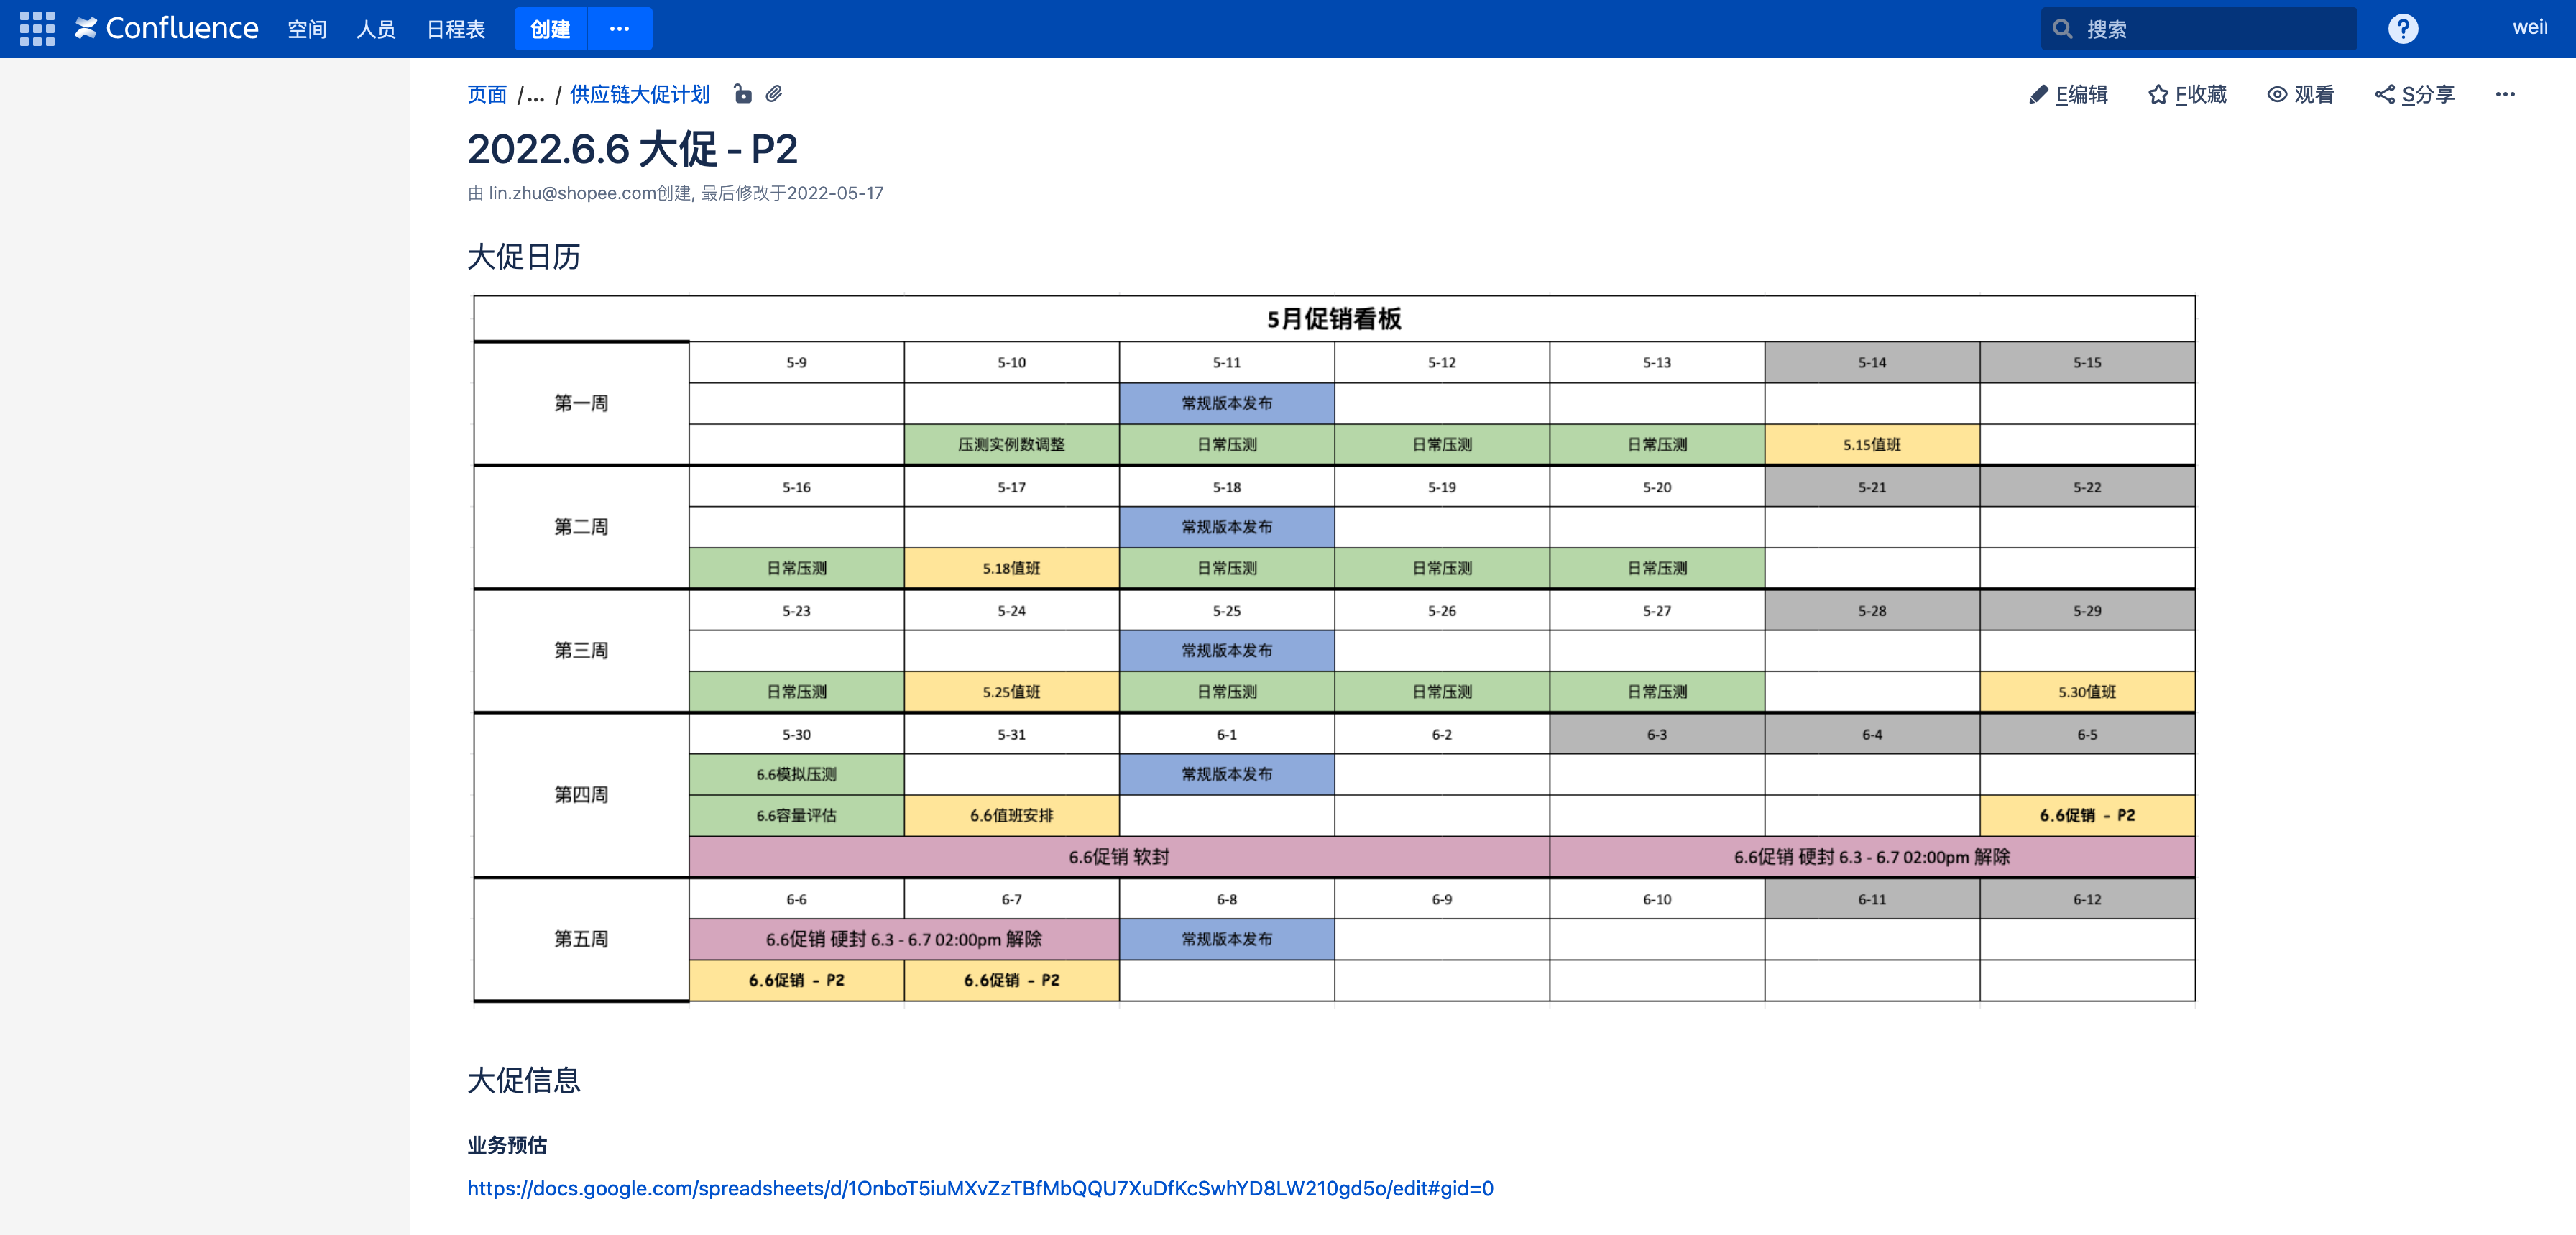 Confluence 空间 人员 日程表 创建 ··· 搜索 ? weil
页面 /... / 供应链大促计划 E编辑 F收藏 观看 S分享 ···
2022.6.6 大促 - P2
由 lin.zhu@shopee.com创建, 最后修改于2022-05-17
大促日历
5月促销看板
第一周
5-9 5-10 5-11 5-12 5-13 5-14 5-15
常规版本发布
压测实例数调整 日常压测 日常压测 日常压测 5.15值班
第二周
5-16 5-17 5-18 5-19 5-20 5-21 5-22
常规版本发布
日常压测 5.18值班 日常压测 日常压测 日常压测
第三周
5-23 5-24 5-25 5-26 5-27 5-28 5-29
常规版本发布
日常压测 5.25值班 日常压测 日常压测 日常压测 5.30值班
第四周
5-30 5-31 6-1 6-2 6-3 6-4 6-5
6.6模拟压测 常规版本发布
6.6容量评估 6.6值班安排 6.6促销 - P2
6.6促销 软封 6.6促销 硬封 6.3 - 6.7 02:00pm 解除
第五周
6-6 6-7 6-8 6-9 6-10 6-11 6-12
6.6促销 硬封 6.3 - 6.7 02:00pm 解除 常规版本发布
6.6促销 - P2 6.6促销 - P2
大促信息
业务预估
https://docs.google.com/spreadsheets/d/1OnboT5iuMXvZzTBfMbQQU7XuDfKcSwhYD8LW210gd5o/edit#gid=0